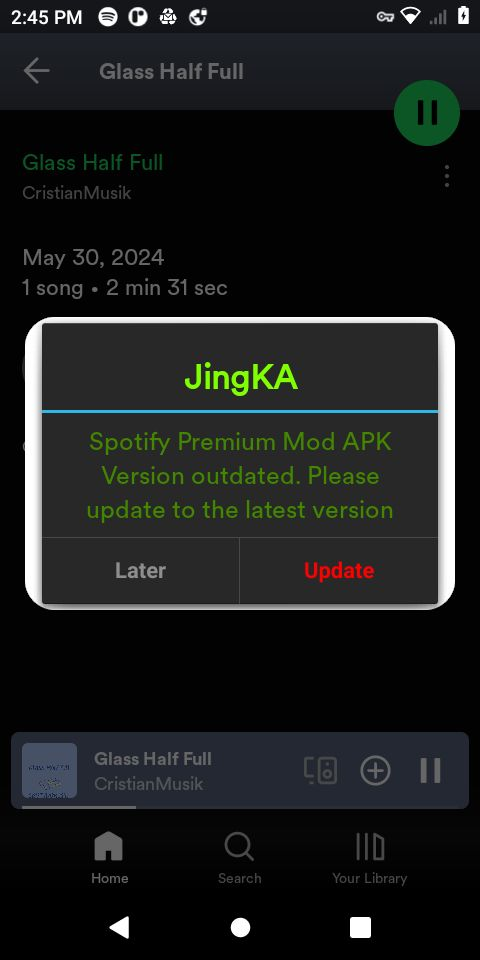 2:45 PM
Glass Half Full
Glass Half Full
CristianMusik
May 30, 2024
1 song • 2 min 31 sec
JingKA
Spotify Premium Mod APK
Version outdated. Please
update to the latest version
Later
Update
Glass Half Full
CristianMusik
Home
Search
Your Library